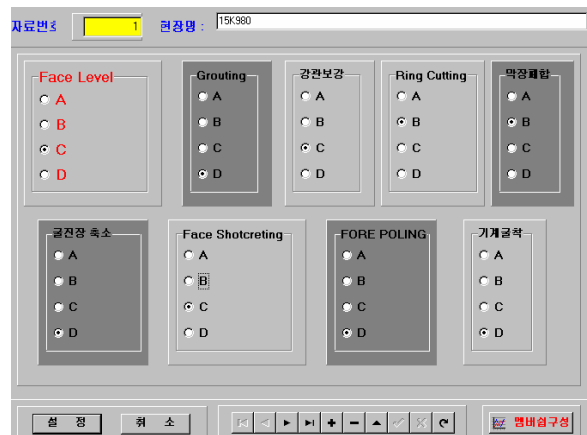 자료번호 1 현장명 : 15K980
Face Level Grouting 강관보강 Ring Cutting 막장폐합
A A A A A
B B B B B
C C C C C
D D D D D
굴진장 축소 Face Shotcreting FORE POLING 기계굴착
A A A A
B B B B
C C C C
D D D D
설 정 취 소 멤버쉽구성